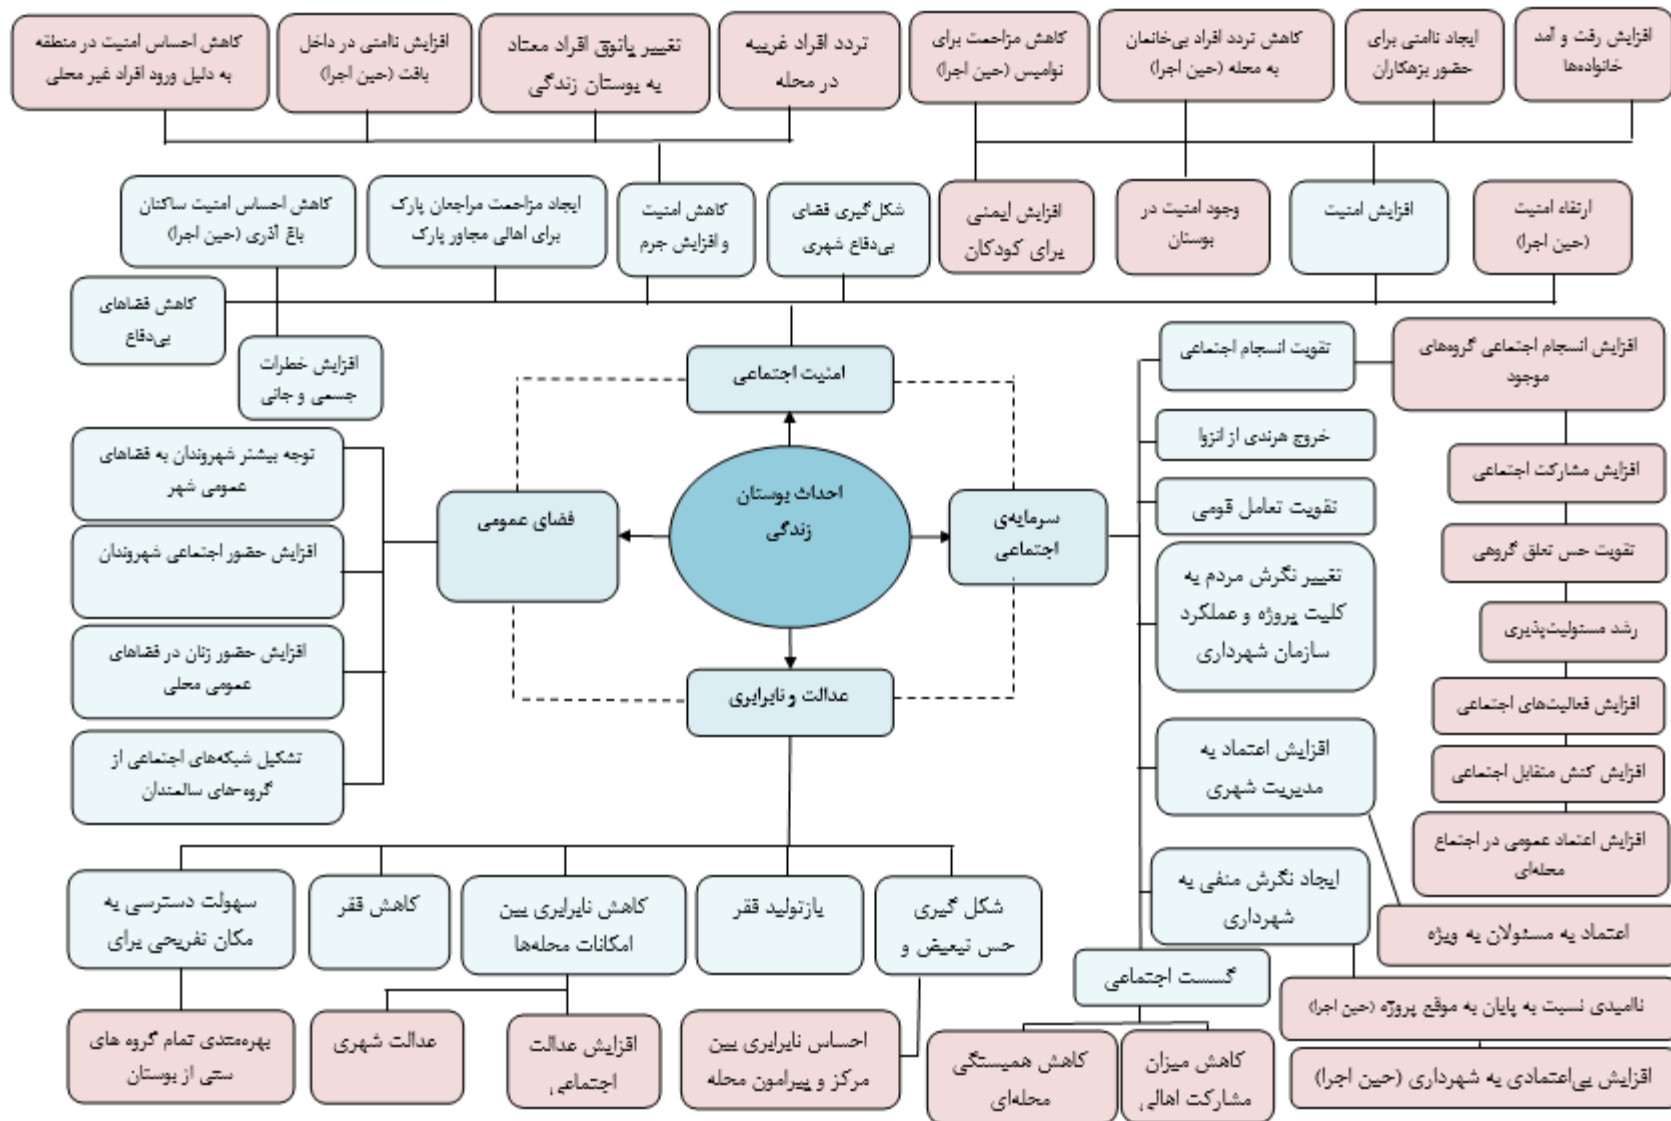 افزایش رفت و آمد
خانواده‌ها
ایجاد ناامنی برای
حضور بزهکاران
کاهش تردد افراد بی‌خانمان
به محله (حین اجرا)
کاهش مزاحمت برای
نوامیس (حین اجرا)
تردد افراد غریبه
در محله
تغییر پاتوق افراد معتاد
به بوستان زندگی
افزایش ناامنی در داخل
بافت (حین اجرا)
کاهش احساس امنیت در منطقه
به دلیل ورود افراد غیر محلی
ارتقاء امنیت
(حین اجرا)
افزایش امنیت
وجود امنیت در
بوستان
افزایش ایمنی
برای کودکان
شکل‌گیری فضای
بی‌دفاع شهری
کاهش امنیت
و افزایش جرم
ایجاد مزاحمت مراجعان پارک
برای اهالی مجاور پارک
کاهش احساس امنیت ساکنان
باغ آذری (حین اجرا)
کاهش فضاهای
بی‌دفاع
افزایش خطرات
جسمی و جانی
امنیت اجتماعی
احداث بوستان
زندگی
سرمایه‌ی
اجتماعی
فضای عمومی
عدالت و نابرابری
تقویت انسجام اجتماعی
افزایش انسجام اجتماعی گروه‌های
موجود
خروج هرندی از انزوا
افزایش مشارکت اجتماعی
تقویت تعامل قومی
تقویت حس تعلق گروهی
تغییر نگرش مردم به
کلیت پروژه و عملکرد
سازمان شهرداری
رشد مسئولیت‌پذیری
افزایش فعالیت‌های اجتماعی
افزایش اعتماد به
مدیریت شهری
افزایش کنش متقابل اجتماعی
افزایش اعتماد عمومی در اجتماع
محله‌ای
ایجاد نگرش منفی به
شهرداری
اعتماد به مسئولان به ویژه
گسست اجتماعی
ناامیدی نسبت به پایان به موقع پروژه (حین اجرا)
افزایش بی‌اعتمادی به شهرداری (حین اجرا)
کاهش میزان
مشارکت اهالی
کاهش همبستگی
محله‌ای
توجه بیشتر شهروندان به فضاهای
عمومی شهر
افزایش حضور اجتماعی شهروندان
افزایش حضور زنان در فضاهای
عمومی محلی
تشکیل شبکه‌های اجتماعی از
گروه‌های سالمندان
شکل گیری
حس تبعیض و
بازتولید فقر
کاهش نابرابری بین
امکانات محله‌ها
کاهش فقر
سهولت دسترسی به
مکان تفریحی برای
احساس نابرابری بین
مرکز و پیرامون محله
افزایش عدالت
اجتماعی
عدالت شهری
بهره‌مندی تمام گروه های
سنی از بوستان